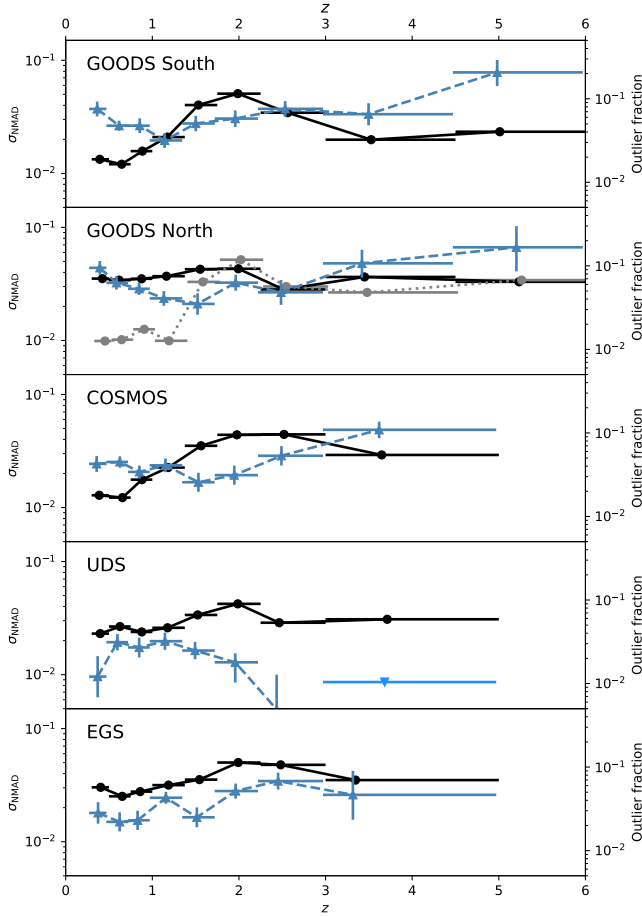 z
0 1 2 3 4 5 6
GOODS South
10⁻¹
10⁻²
σNMAD
10⁻¹
10⁻²
Outlier fraction
GOODS North
10⁻¹
10⁻²
σNMAD
10⁻¹
10⁻²
Outlier fraction
COSMOS
10⁻¹
10⁻²
σNMAD
10⁻¹
10⁻²
Outlier fraction
UDS
10⁻¹
10⁻²
σNMAD
10⁻¹
10⁻²
Outlier fraction
EGS
10⁻¹
10⁻²
σNMAD
10⁻¹
10⁻²
Outlier fraction
0 1 2 3 4 5 6
z